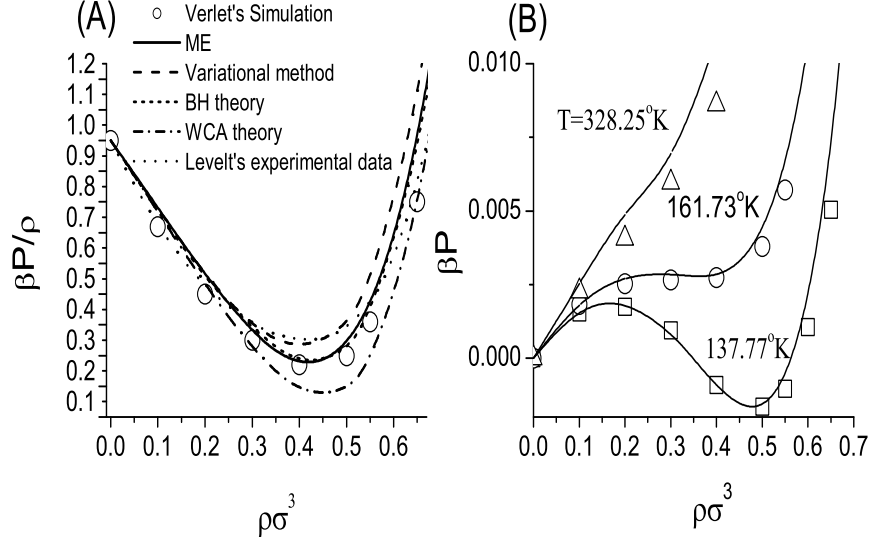 (A)
Verlet's Simulation
ME
Variational method
BH theory
WCA theory
Levelt's experimental data
1.2
1.1
1.0
0.9
0.8
0.7
0.6
0.5
0.4
0.3
0.2
0.1
βP/ρ
0.0 0.1 0.2 0.3 0.4 0.5 0.6
ρσ³
(B)
T=328.25°K
161.73°K
137.77°K
0.010
0.005
0.000
βP
0.0 0.1 0.2 0.3 0.4 0.5 0.6 0.7
ρσ³